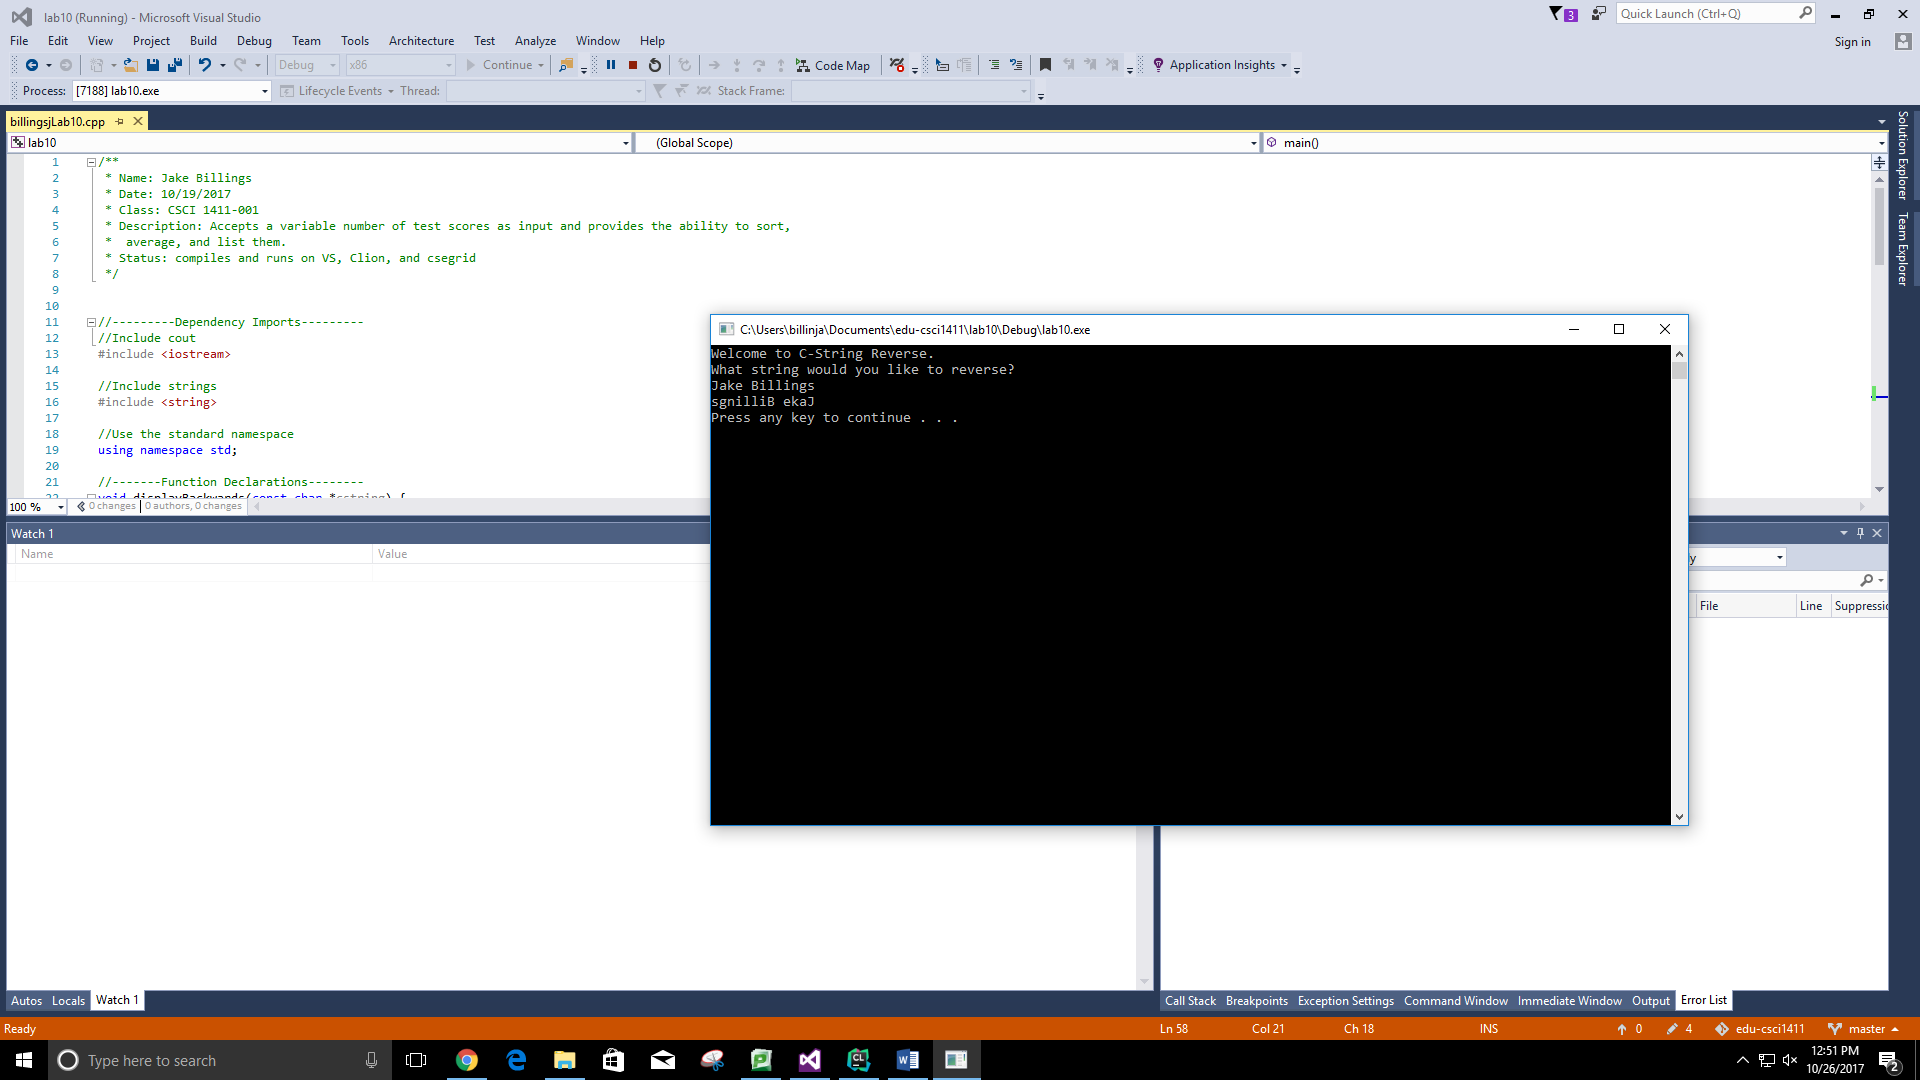 lab10 (Running) - Microsoft Visual Studio
3
Quick Launch (Ctrl+Q)
File Edit View Project Build Debug Team Tools Architecture Test Analyze Window Help
Sign in
Debug x86 Continue Code Map Application Insights
Process: [7188] lab10.exe Lifecycle Events Thread: Stack Frame:
billingsjLab10.cpp
lab10 (Global Scope) main()
1 /**
2 * Name: Jake Billings
3 * Date: 10/19/2017
4 * Class: CSCI 1411-001
5 * Description: Accepts a variable number of test scores as input and provides the ability to sort,
6 * average, and list them.
7 * Status: compiles and runs on VS, Clion, and csegrid
8 */
9
10
11 //---------Dependency Imports---------
12 //Include cout
13 #include <iostream>
14
15 //Include strings
16 #include <string>
17
18 //Use the standard namespace
19 using namespace std;
20
21 //-------Function Declarations--------
22 void displayBackwards(const char *cstring) {
100 % 0 changes | 0 authors, 0 changes
Solution Explorer
Team Explorer
C:\Users\billinja\Documents\edu-csci1411\lab10\Debug\lab10.exe
Welcome to C-String Reverse.
What string would you like to reverse?
Jake Billings
sgnilliB ekaJ
Press any key to continue . . .
Watch 1
Name Value
y
File Line Suppressio
Autos Locals Watch 1
Call Stack Breakpoints Exception Settings Command Window Immediate Window Output Error List
Ready Ln 58 Col 21 Ch 18 INS 0 4 edu-csci1411 master
Type here to search
CL
12:51 PM
10/26/2017
2